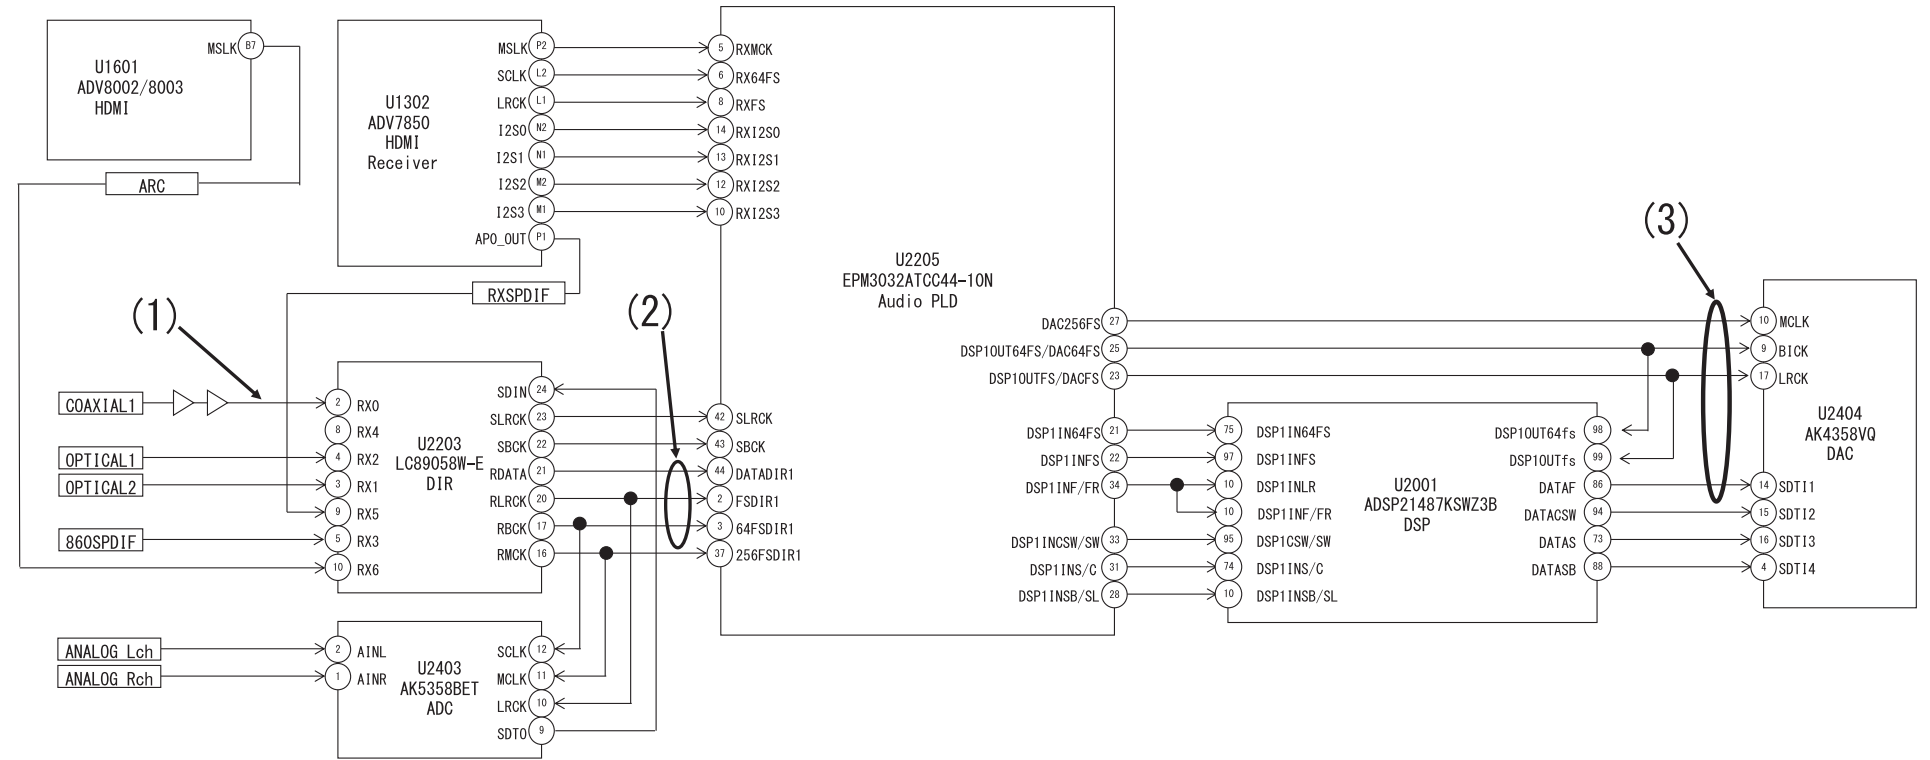 U1601
ADV8002/8003
HDMI
MSLK
B7
ARC
U1302
ADV7850
HDMI
Receiver
MSLK
P2
SCLK
L2
LRCK
L1
I2S0
N2
I2S1
N1
I2S2
M2
I2S3
M1
APO_OUT
P1
RXSPDIF
(1)
(2)
(3)
COAXIAL1
OPTICAL1
OPTICAL2
860SPDIF
2 RX0
8 RX4
4 RX2
3 RX1
9 RX5
5 RX3
10 RX6
U2203
LC89058W-E
DIR
SDIN 24
SLRCK 23
SBCK 22
RDATA 21
RLRCK 20
RBCK 17
RMCK 16
ANALOG Lch
ANALOG Rch
2 AINL
1 AINR
U2403
AK5358BET
ADC
SCLK 12
MCLK 11
LRCK 10
SDTO 9
5 RXMCK
6 RX64FS
8 RXFS
14 RXI2S0
13 RXI2S1
12 RXI2S2
10 RXI2S3
42 SLRCK
43 SBCK
44 DATADIR1
2 FSDIR1
3 64FSDIR1
37 256FSDIR1
U2205
EPM3032ATCC44-10N
Audio PLD
DAC256FS 27
DSP1OUT64FS/DAC64FS 25
DSP1OUTFS/DACFS 23
DSP1IN64FS 21
DSP1INFS 22
DSP1INF/FR 34
DSP1INCSW/SW 33
DSP1INS/C 31
DSP1INSB/SL 28
75 DSP1IN64FS
97 DSP1INFS
10 DSP1INLR
10 DSP1INF/FR
95 DSP1CSW/SW
74 DSP1INS/C
10 DSP1INSB/SL
U2001
ADSP21487KSWZ3B
DSP
DSP1OUT64fs 98
DSP1OUTfs 99
DATAF 86
DATACSW 94
DATAS 73
DATASB 88
10 MCLK
9 BICK
17 LRCK
U2404
AK4358VQ
DAC
14 SDTI1
15 SDTI2
16 SDTI3
4 SDTI4